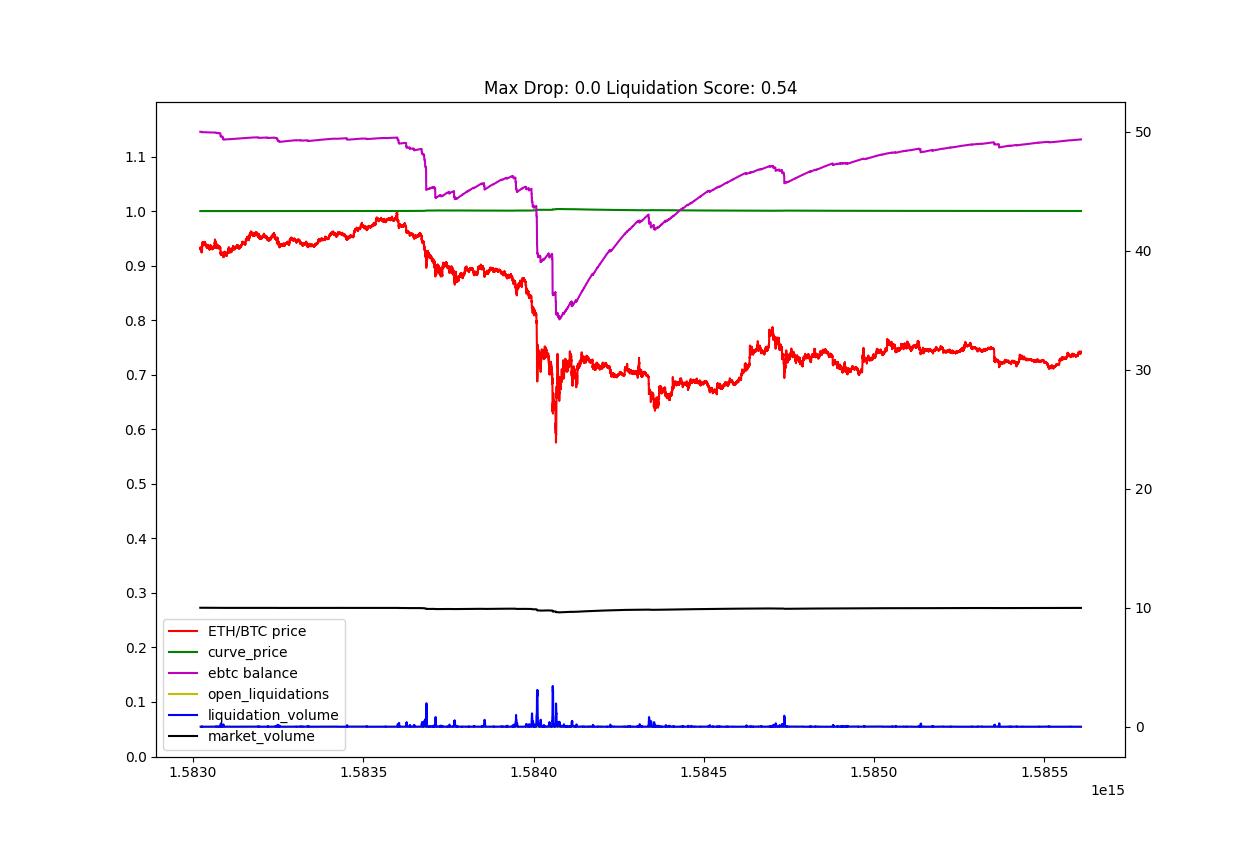 Max Drop: 0.0 Liquidation Score: 0.54
1.1
1.0
0.9
0.8
0.7
0.6
0.5
0.4
0.3
0.2
0.1
0.0
50
40
30
20
10
0
ETH/BTC price
curve_price
ebtc balance
open_liquidations
liquidation_volume
market_volume
1.5830 1.5835 1.5840 1.5845 1.5850 1.5855
1e15